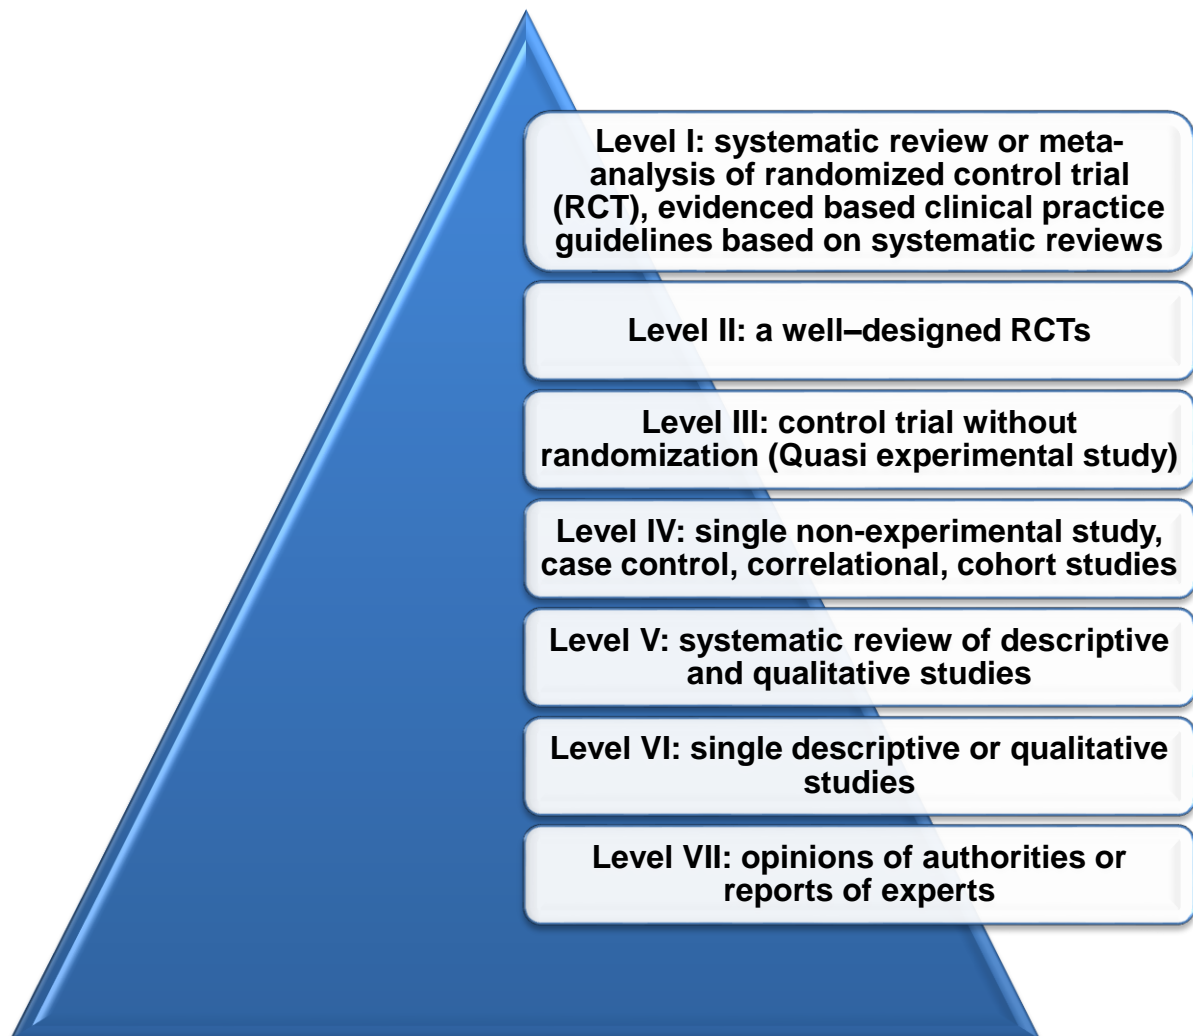 Level I: systematic review or meta-
analysis of randomized control trial
(RCT), evidenced based clinical practice
guidelines based on systematic reviews
Level II: a well–designed RCTs
Level III: control trial without
randomization (Quasi experimental study)
Level IV: single non-experimental study,
case control, correlational, cohort studies
Level V: systematic review of descriptive
and qualitative studies
Level VI: single descriptive or qualitative
studies
Level VII: opinions of authorities or
reports of experts